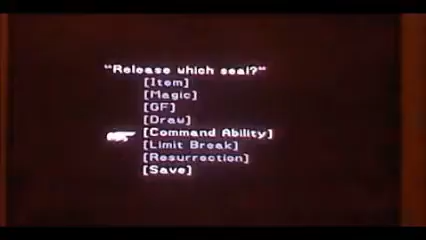 "Release which seal?"
[Item]
[Magic]
[GF]
[Draw]
[Command Ability]
[Limit Break]
[Resurrection]
[Save]